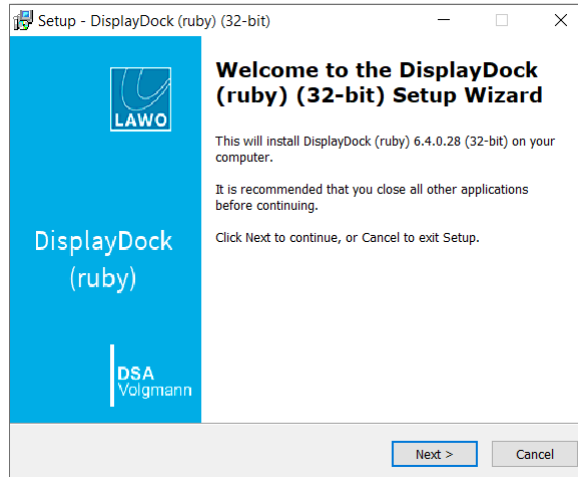 Setup - DisplayDock (ruby) (32-bit)
LAWO
DisplayDock
(ruby)
DSA
Volgmann
Welcome to the DisplayDock
(ruby) (32-bit) Setup Wizard
This will install DisplayDock (ruby) 6.4.0.28 (32-bit) on your
computer.
It is recommended that you close all other applications
before continuing.
Click Next to continue, or Cancel to exit Setup.
Next >
Cancel